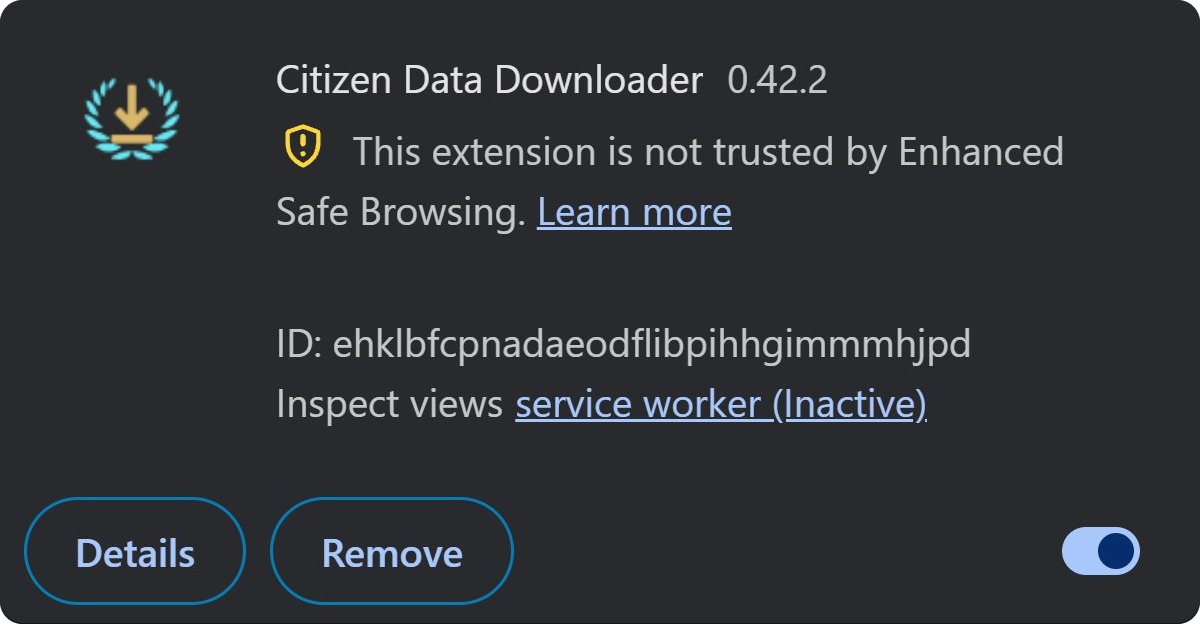 Citizen Data Downloader 0.42.2
This extension is not trusted by Enhanced
Safe Browsing. Learn more
ID: ehklbfcpnadaeodflibpihhgimmmhjpd
Inspect views service worker (Inactive)
Details Remove